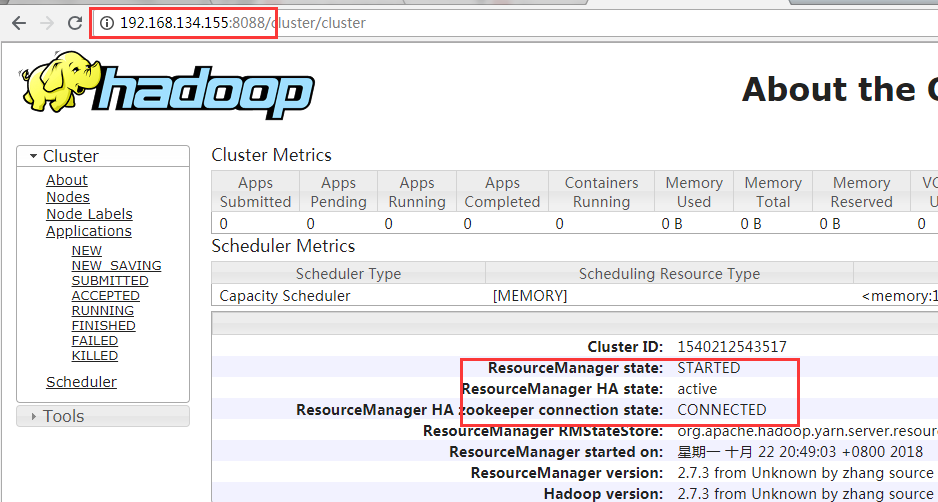 192.168.134.155:8088/cluster/cluster
hadoop
About the
Cluster
About
Nodes
Node Labels
Applications
NEW
NEW_SAVING
SUBMITTED
ACCEPTED
RUNNING
FINISHED
FAILED
KILLED
Scheduler
Tools
Cluster Metrics
Apps Submitted Apps Pending Apps Running Apps Completed Containers Running Memory Used Memory Total Memory Reserved
0 0 0 0 0 0 B 0 B 0 B 0
Scheduler Metrics
Scheduler Type Scheduling Resource Type
Capacity Scheduler [MEMORY] <memory:1
Cluster ID: 1540212543517
ResourceManager state: STARTED
ResourceManager HA state: active
ResourceManager HA zookeeper connection state: CONNECTED
ResourceManager RMStateStore: org.apache.hadoop.yarn.server.resour
ResourceManager started on: 星期一 十月 22 20:49:03 +0800 2018
ResourceManager version: 2.7.3 from Unknown by zhang source
Hadoop version: 2.7.3 from Unknown by zhang source